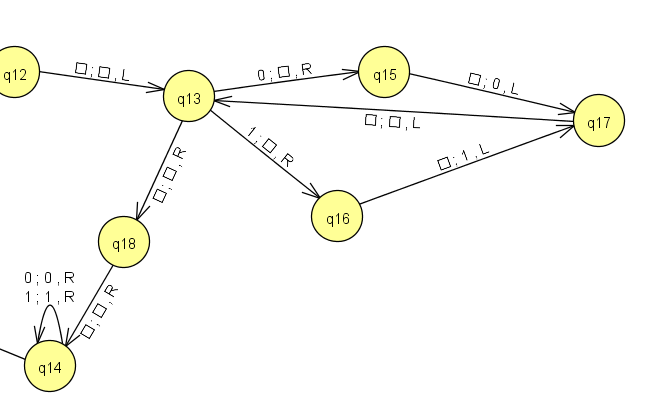 q12
□;□,L
q13
0;□,R
q15
□;0,L
q17
□;□,L
1;□,R
□;1,L
q16
□;□,R
q18
□;□,R
0;0,R
1;1,R
q14